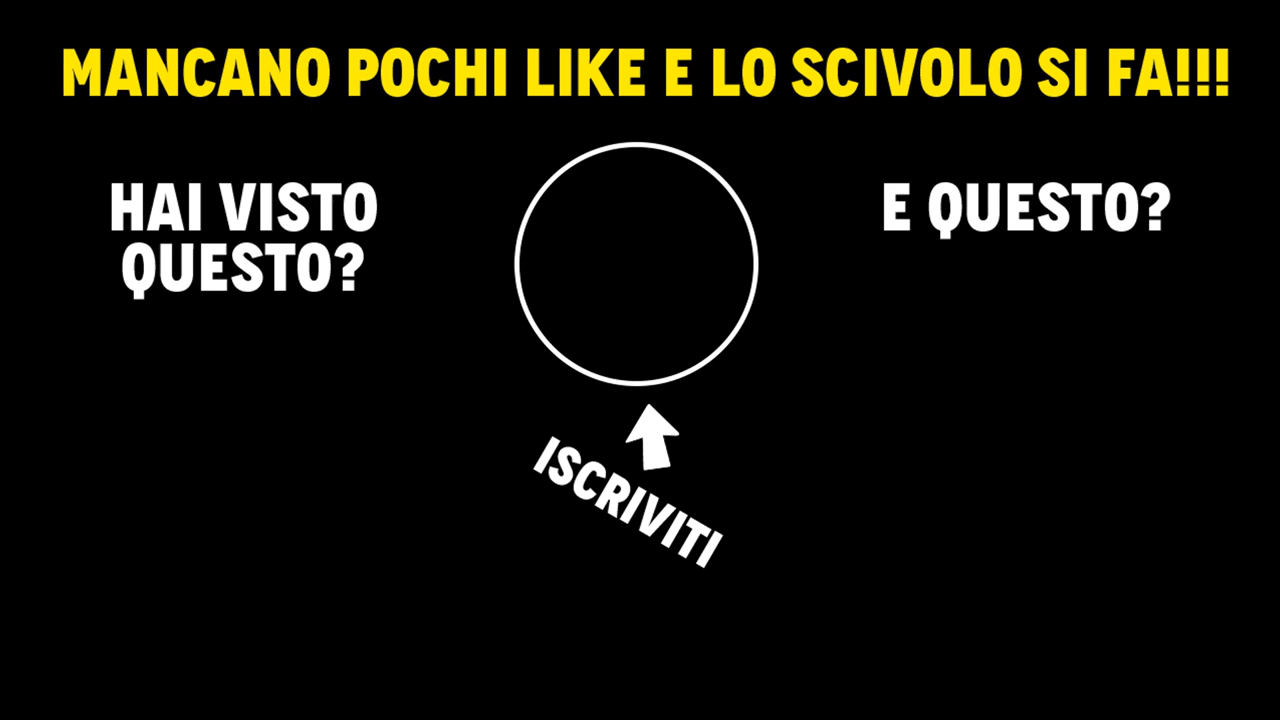 MANCANO POCHI LIKE E LO SCIVOLO SI FA!!!
HAI VISTO
QUESTO?
E QUESTO?
ISCRIVITI